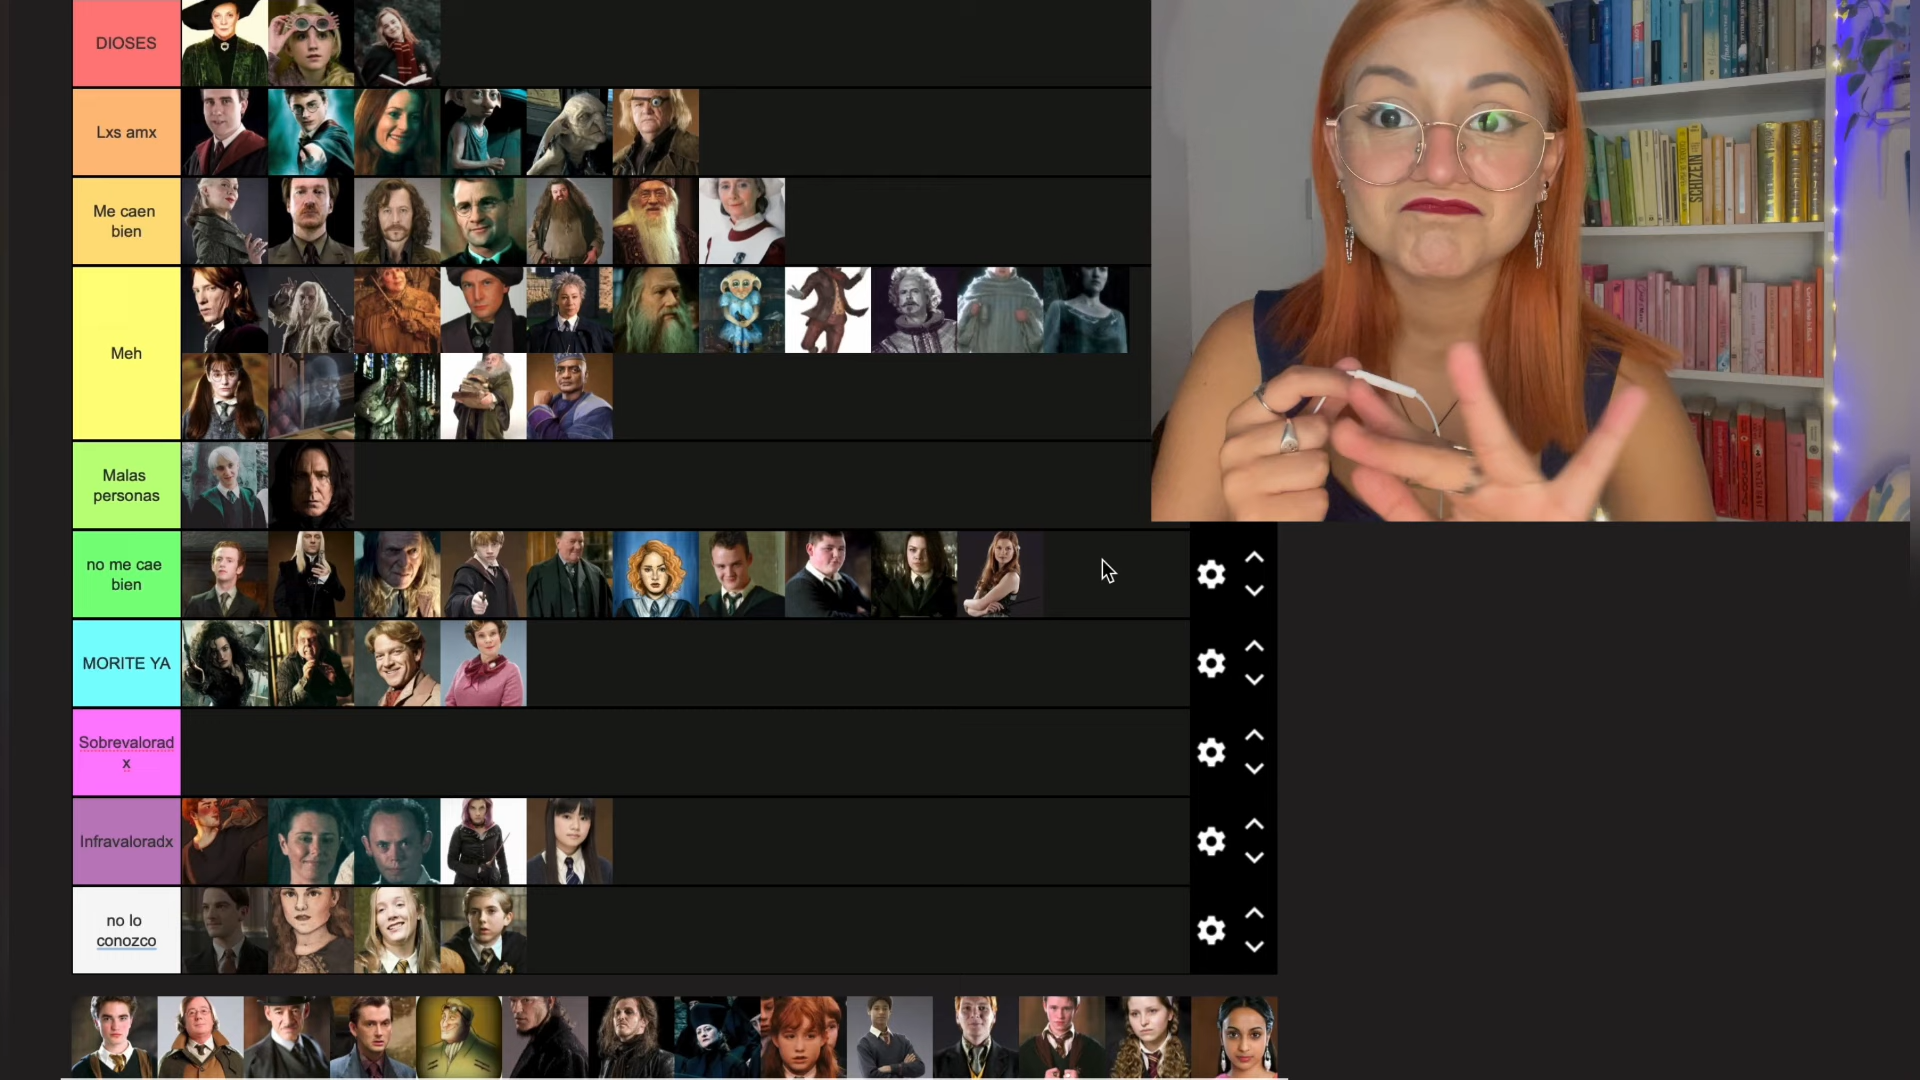 DIOSES
Lxs amx
Me caen
bien
Meh
Malas
personas
no me cae
bien
MORITE YA
Sobrevalorad
x
Infravaloradx
no lo
conozco